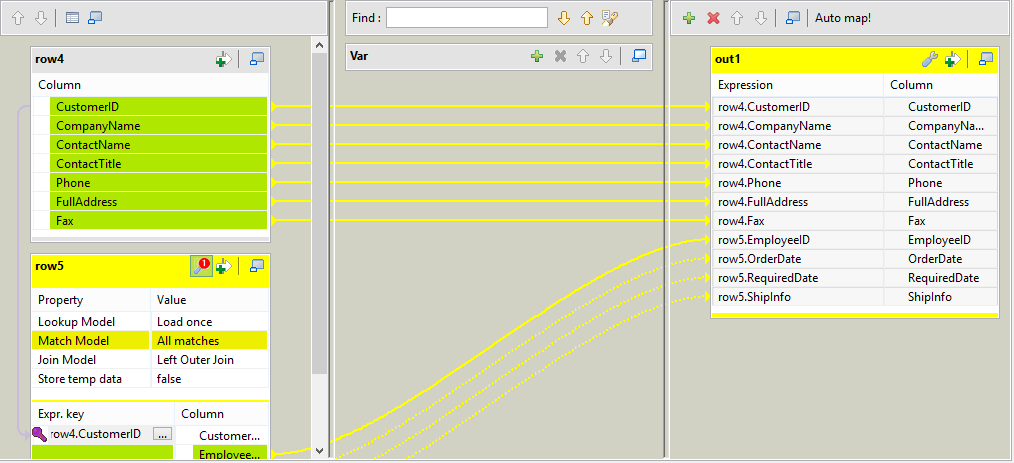 Find :
Auto map!
row4
Column
CustomerID
CompanyName
ContactName
ContactTitle
Phone
FullAddress
Fax
row5
1
Property Value
Lookup Model Load once
Match Model All matches
Join Model Left Outer Join
Store temp data false
Expr. key Column
row4.CustomerID ... Customer...
Employee...
Var
out1
Expression Column
row4.CustomerID CustomerID
row4.CompanyName CompanyNa...
row4.ContactName ContactName
row4.ContactTitle ContactTitle
row4.Phone Phone
row4.FullAddress FullAddress
row4.Fax Fax
row5.EmployeeID EmployeeID
row5.OrderDate OrderDate
row5.RequiredDate RequiredDate
row5.ShipInfo ShipInfo